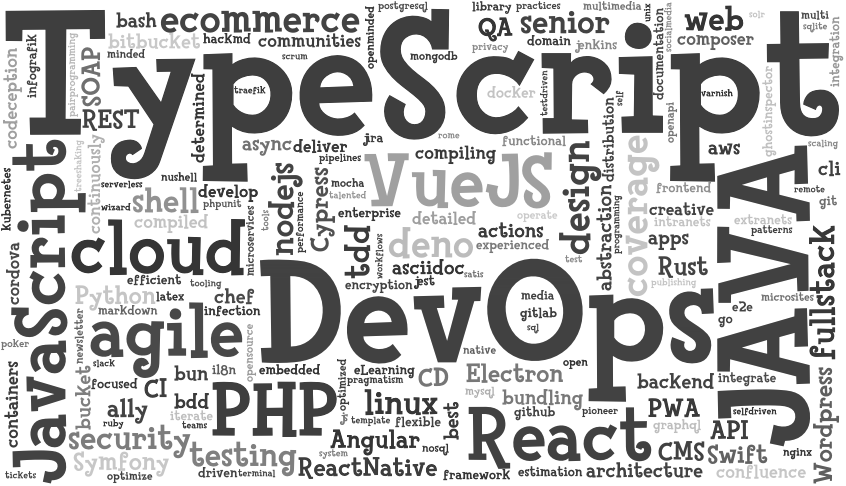 TypeScript
bash
ecommerce
bitbucket
hackmd
communities
minded
scrum
openminded
postgresql
mongodb
library
practices
multimedia
QA
senior
unix
socialmedia
web
solr
multi
sqlite
privacy
domain
jenkins
composer
documentation
integration
infografik
codeception
pairprogramming
SOAP
REST
determined
traefik
docker
testdriven
self
openapi
varnish
ghostinspector
async
deliver
jira
rome
functional
distribution
aws
scaling
treeshaking
continuously
pipelines
compiling
design
cli
Kubernetes
serverless
nushell
VueJS
coverage
frontend
remote
git
wizard
shell
develop
phpunit
nodejs
Cypress
mocha
talented
creative
compiled
microservices
tools
performance
enterprise
detailed
operate
programming
abstraction
intranets
extranets
patterns
JavaScript
cloud
tdd
workflows
deno
actions
experienced
apps
JAVA
fullstack
cordova
efficient
tooling
asciidoc
satis
test
Rust
publishing
Python
latex
chef
encryption
jest
DevOps
media
gitlab
sql
microsites
markdown
infection
go
e2e
poker
newsletter
agile
opensource
native
slack
il8n
embedded
eLearning
open
containers
bucket
focused
CI
bun
pragmatism
optimized
CD
Electron
backend
integrate
ally
bdd
PHP
linux
mysql
bundling
ruby
iterate
teams
js
template
flexible
best
github
pioneer
PWA
selfdriven
graphql
API
Wordpress
security
testing
Angular
system
nosql
React
CMS
Swift
nginx
Symfony
tickets
optimize
driven
terminal
ReactNative
framework
estimation
architecture
confluence